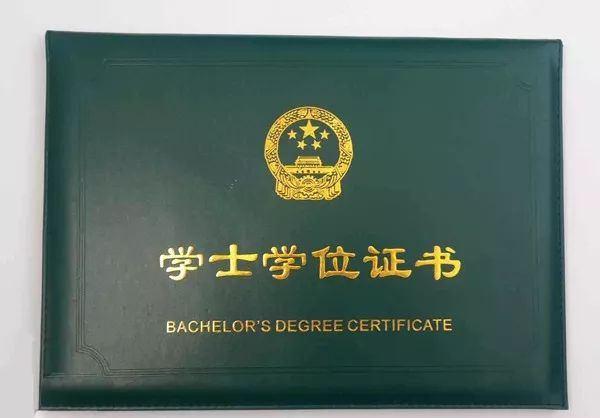 学士学位证书
BACHELOR'S DEGREE CERTIFICATE